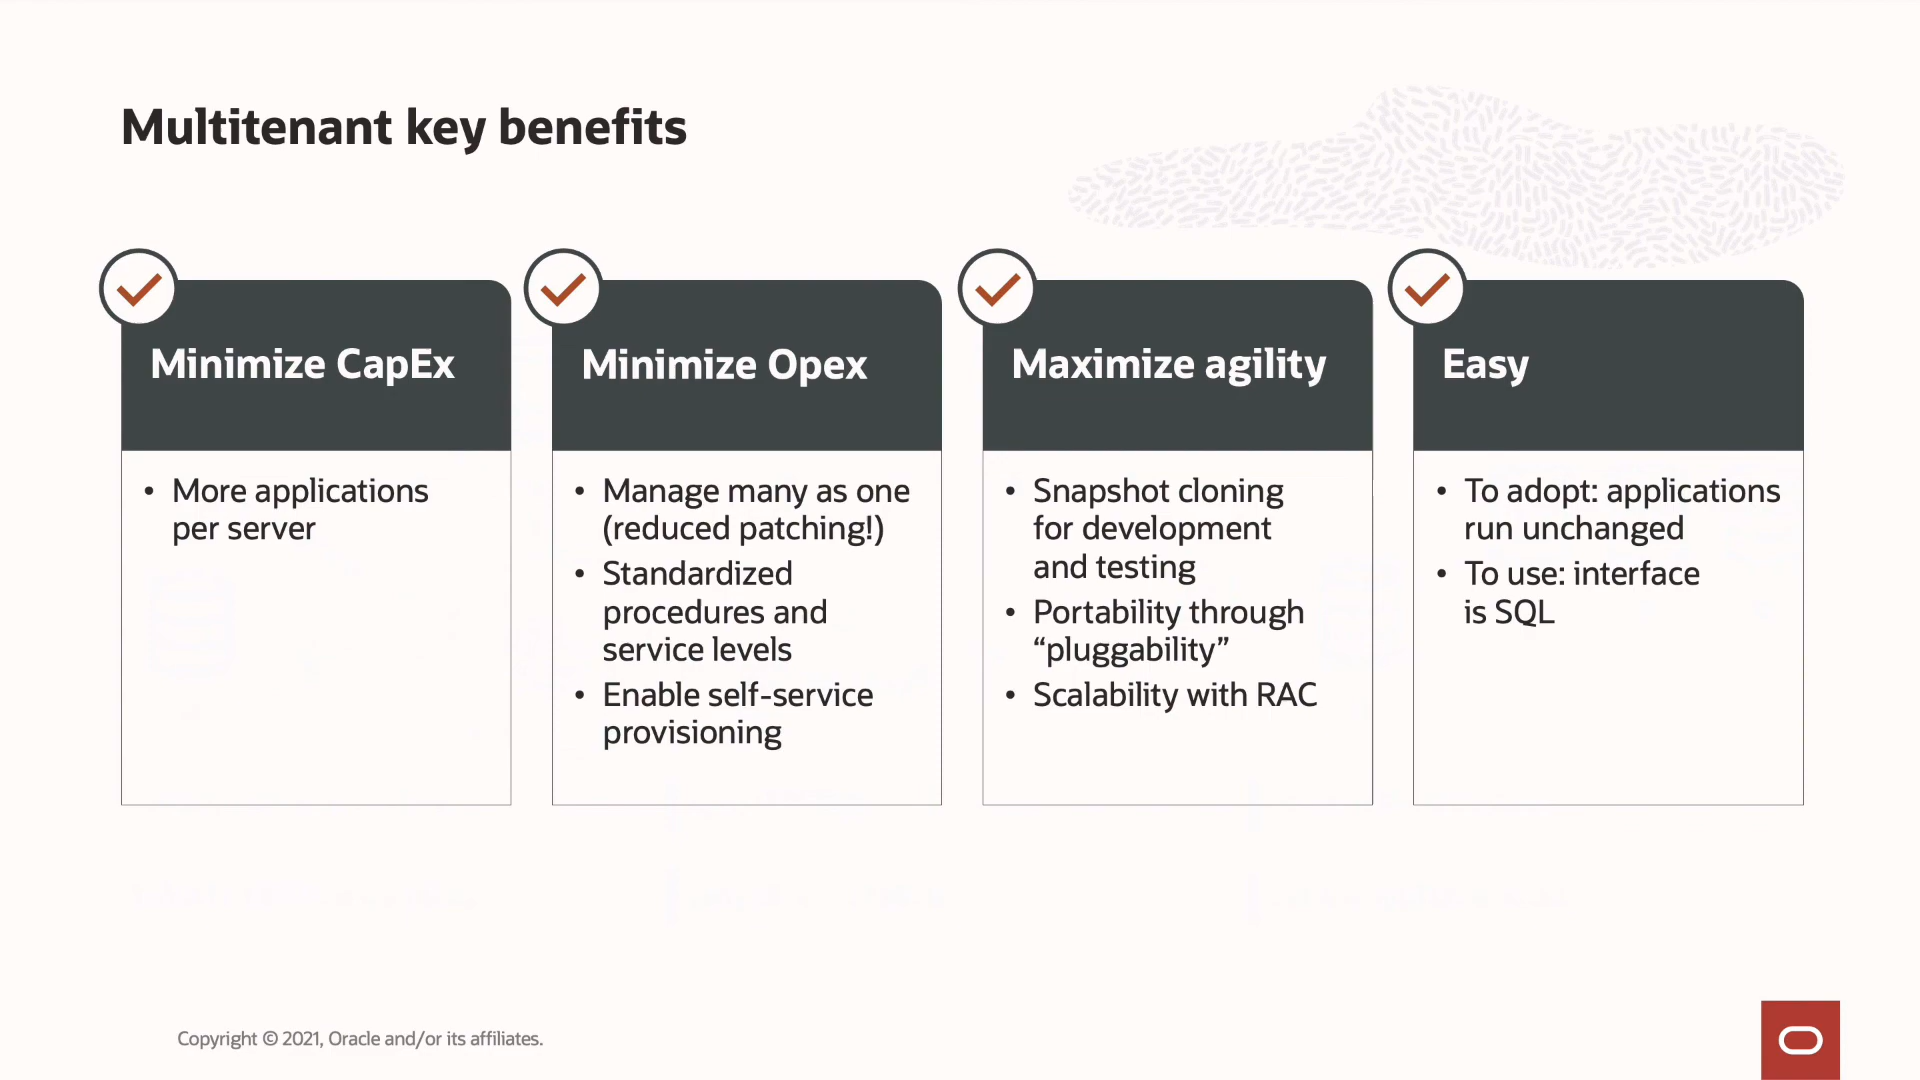 Multitenant key benefits
Minimize CapEx
• More applications
per server
Minimize Opex
• Manage many as one
(reduced patching!)
• Standardized
procedures and
service levels
• Enable self-service
provisioning
Maximize agility
• Snapshot cloning
for development
and testing
• Portability through
“pluggability”
• Scalability with RAC
Easy
• To adopt: applications
run unchanged
• To use: interface
is SQL
Copyright © 2021, Oracle and/or its affiliates.